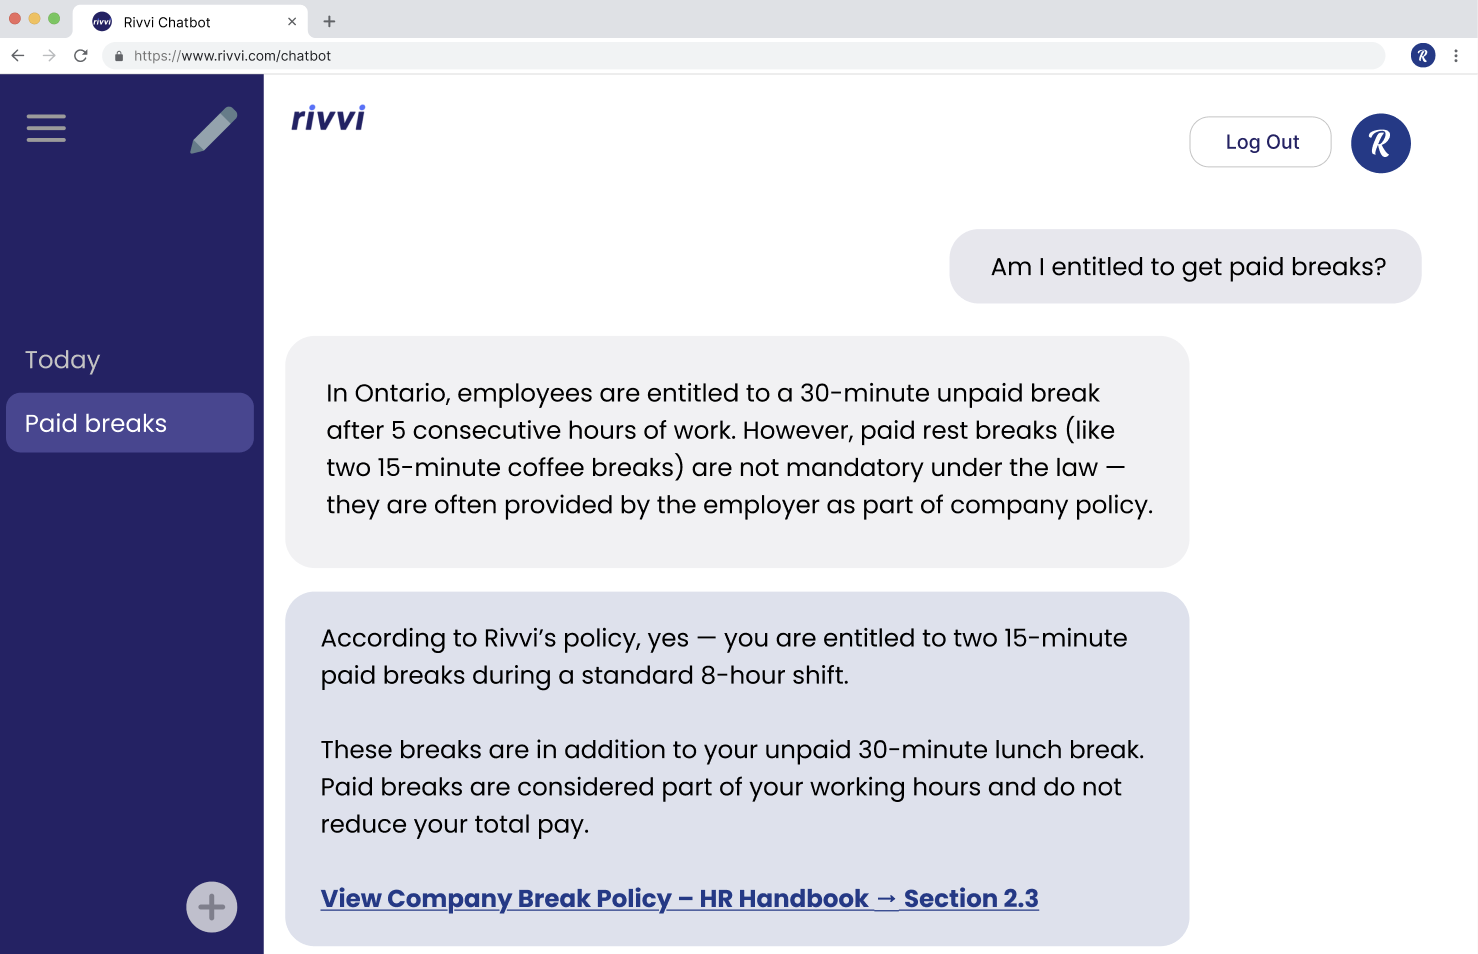 rivvi
Rivvi Chatbot
https://www.rivvi.com/chatbot
R
rivvi
Log Out
R
Am I entitled to get paid breaks?
Today
Paid breaks
In Ontario, employees are entitled to a 30-minute unpaid break
after 5 consecutive hours of work. However, paid rest breaks (like
two 15-minute coffee breaks) are not mandatory under the law —
they are often provided by the employer as part of company policy.
According to Rivvi’s policy, yes — you are entitled to two 15-minute
paid breaks during a standard 8-hour shift.
These breaks are in addition to your unpaid 30-minute lunch break.
Paid breaks are considered part of your working hours and do not
reduce your total pay.
View Company Break Policy – HR Handbook → Section 2.3